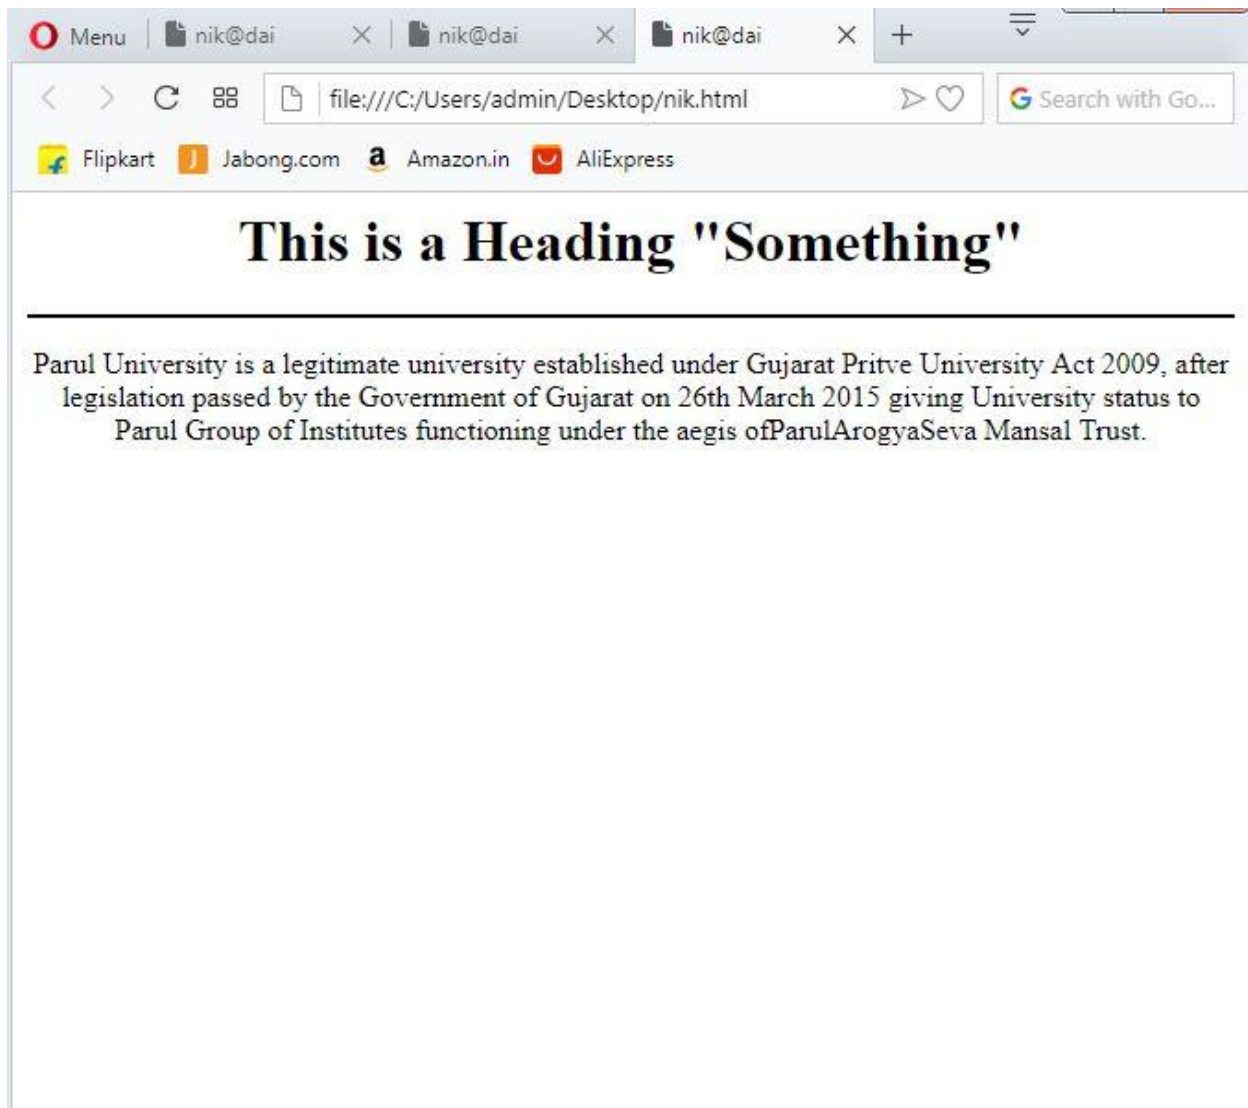 Menu nik@dai nik@dai nik@dai
file:///C:/Users/admin/Desktop/nik.html Search with Go...
Flipkart Jabong.com Amazon.in AliExpress
This is a Heading "Something"
Parul University is a legitimate university established under Gujarat Pritve University Act 2009, after
legislation passed by the Government of Gujarat on 26th March 2015 giving University status to
Parul Group of Institutes functioning under the aegis ofParulArogyaSeva Mansal Trust.